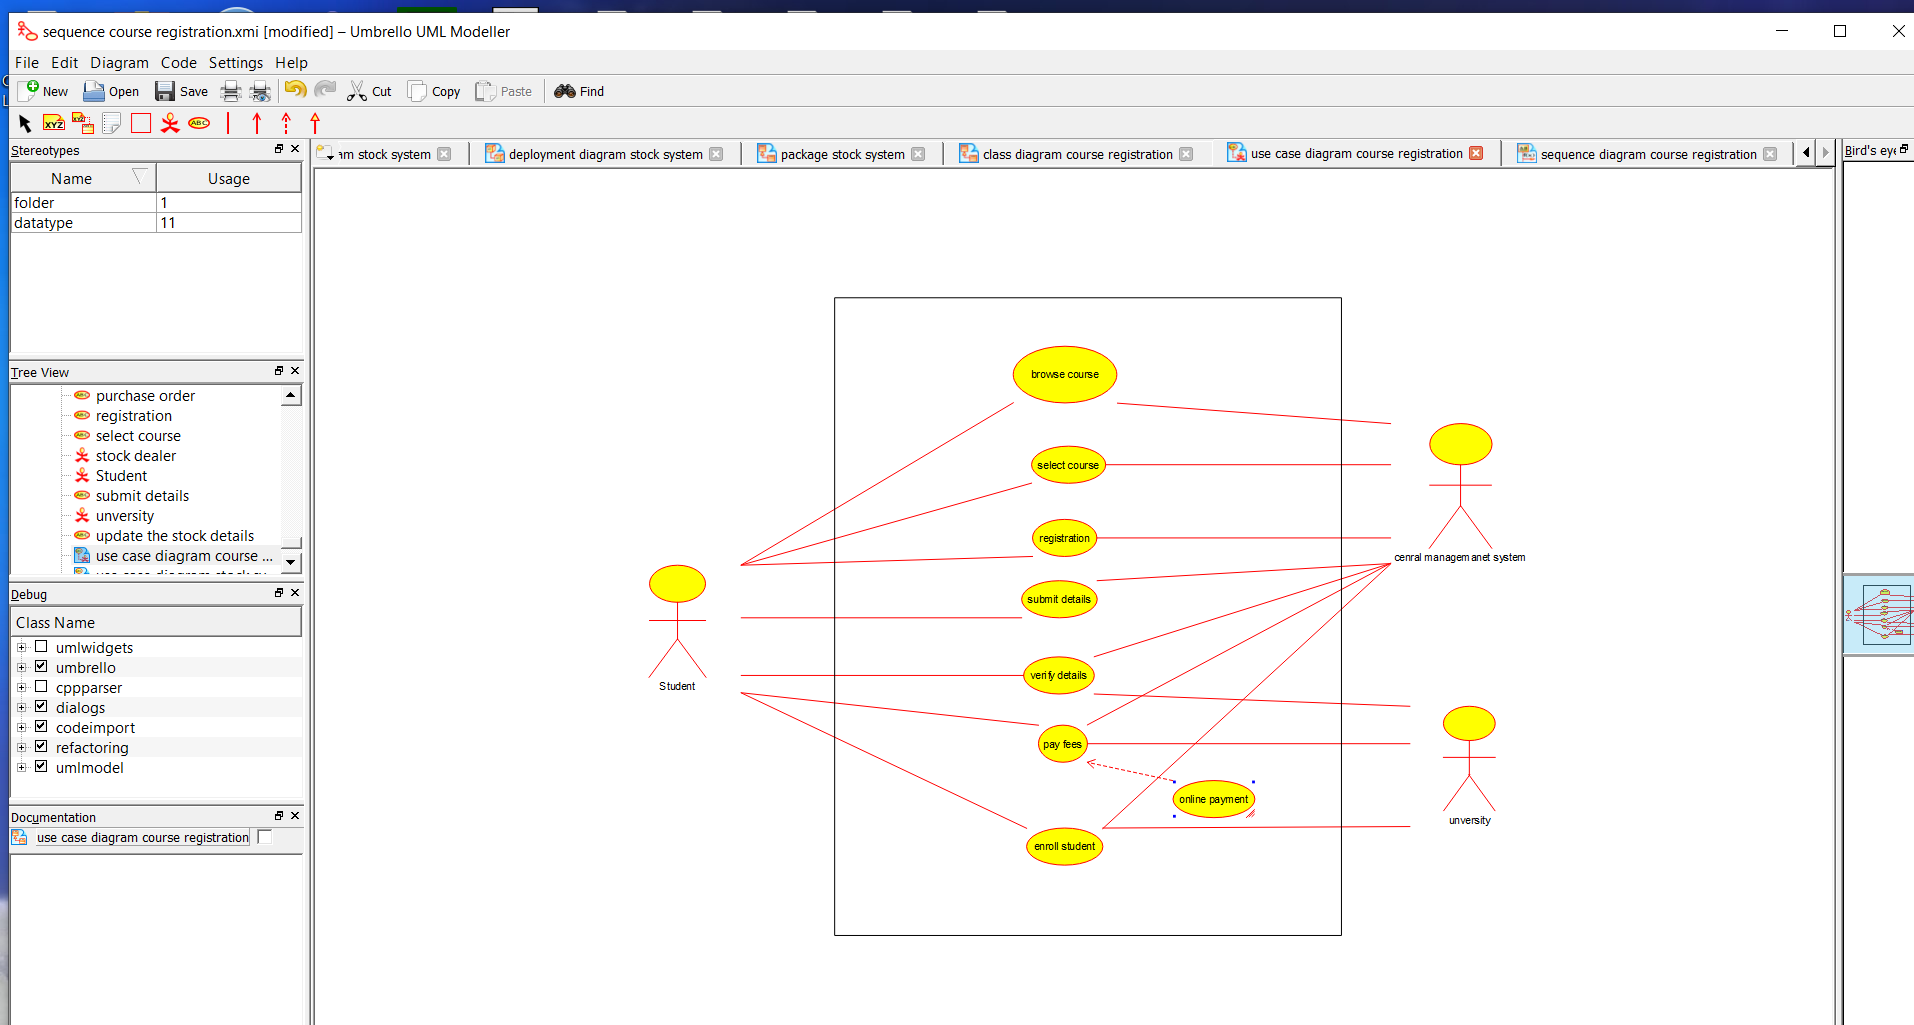 sequence course registration.xmi [modified] – Umbrello UML Modeller
File Edit Diagram Code Settings Help
New Open Save Cut Copy Paste Find
XYZ XYZ ABC
Stereotypes
Name Usage
folder 1
datatype 11
Tree View
purchase order
registration
select course
stock dealer
Student
submit details
unversity
update the stock details
use case diagram course ...
Debug
Class Name
umlwidgets
umbrello
cppparser
dialogs
codeimport
refactoring
umlmodel
Documentation
use case diagram course registration
am stock system deployment diagram stock system package stock system class diagram course registration use case diagram course registration sequence diagram course registration
Bird's eye
browse course
select course
registration
submit details
verify details
pay fees
online payment
enroll student
Student
cenral managemanet system
unversity